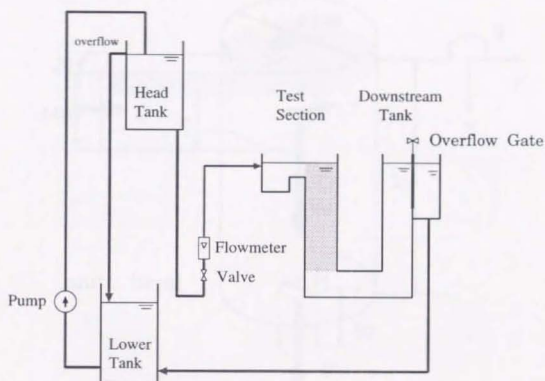 overflow
Head
Tank
Test
Section
Downstream
Tank
Overflow Gate
Flowmeter
Valve
Pump
Lower
Tank